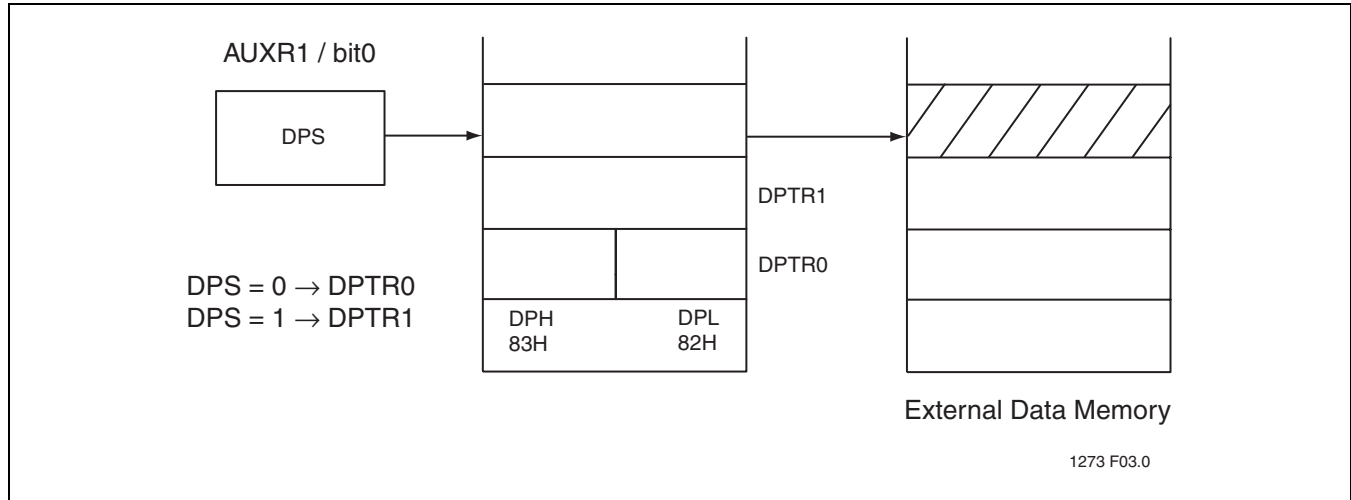 AUXR1 / bit0
DPS
DPTR1
DPTR0
DPS = 0 → DPTR0
DPS = 1 → DPTR1
DPH
83H
DPL
82H
External Data Memory
1273 F03.0